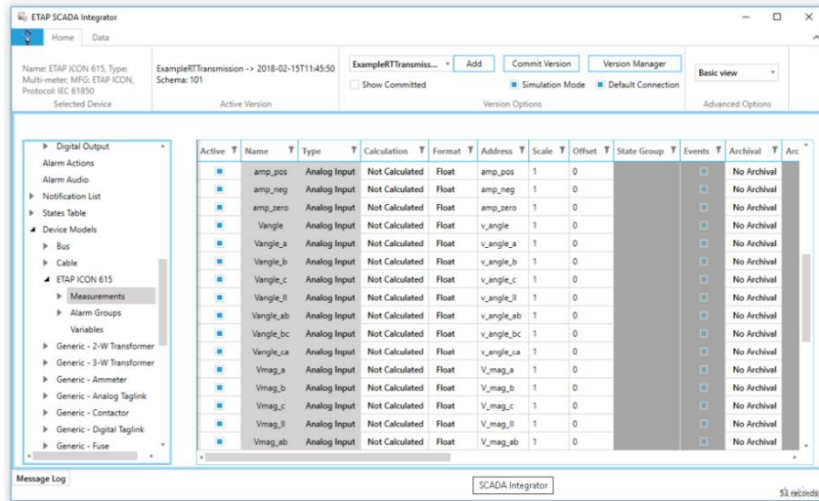 ETAP SCADA Integrator
Home Data
Name: ETAP ICON 615, Type:
Multi-meter, MFG: ETAP ICON,
Protocol: IEC 61850
Selected Device
ExampleRTTransmission -> 2018-02-15T11:45:50
Schema: 101
Active Version
ExampleRTTransmiss... Add Commit Version Version Manager
Show Committed Simulation Mode Default Connection
Version Options
Basic view
Advanced Options
Digital Output
Alarm Actions
Alarm Audio
Notification List
States Table
Device Models
Bus
Cable
ETAP ICON 615
Measurements
Alarm Groups
Variables
Generic - 2-W Transformer
Generic - 3-W Transformer
Generic - Ammeter
Generic - Analog Taglink
Generic - Contactor
Generic - Digital Taglink
Generic - Fuse
Active Name Type Calculation Format Address Scale Offset State Group Events Archival Arc
amp_pos Analog Input Not Calculated Float amp_pos 1 0 No Archival
amp_neg Analog Input Not Calculated Float amp_neg 1 0 No Archival
amp_zero Analog Input Not Calculated Float amp_zero 1 0 No Archival
Vangle Analog Input Not Calculated Float v_angle 1 0 No Archival
Vangle_a Analog Input Not Calculated Float v_angle_a 1 0 No Archival
Vangle_b Analog Input Not Calculated Float v_angle_b 1 0 No Archival
Vangle_c Analog Input Not Calculated Float v_angle_c 1 0 No Archival
Vangle_ll Analog Input Not Calculated Float v_angle_ll 1 0 No Archival
Vangle_ab Analog Input Not Calculated Float v_angle_ab 1 0 No Archival
Vangle_bc Analog Input Not Calculated Float v_angle_bc 1 0 No Archival
Vangle_ca Analog Input Not Calculated Float v_angle_ca 1 0 No Archival
Vmag_a Analog Input Not Calculated Float V_mag_a 1 0 No Archival
Vmag_b Analog Input Not Calculated Float V_mag_b 1 0 No Archival
Vmag_c Analog Input Not Calculated Float V_mag_c 1 0 No Archival
Vmag_ll Analog Input Not Calculated Float V_mag_ll 1 0 No Archival
Vmag_ab Analog Input Not Calculated Float V_mag_ab 1 0 No Archival
Message Log
SCADA Integrator
53 records